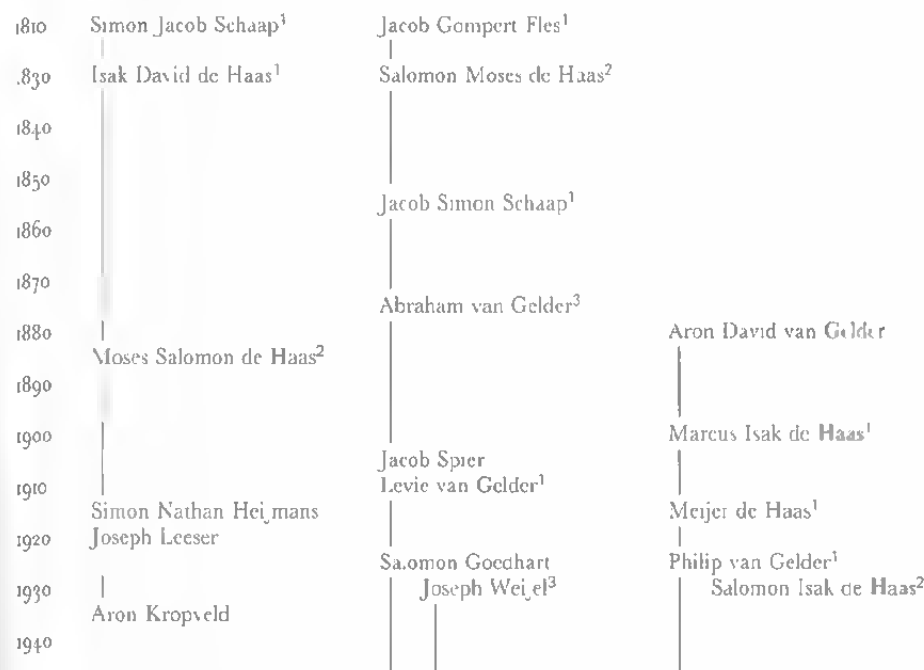 1810 Simon Jacob Schaap¹ Jacob Gompert Fles¹
1830 Isak David de Haas¹ Salomon Moses de Haas²
1840
1850
Jacob Simon Schaap¹
1860
1870
Abraham van Gelder³
1880 Aron David van Gelder
Moses Salomon de Haas²
1890
1900 Marcus Isak de Haas¹
Jacob Spier
1910 Levie van Gelder¹
Simon Nathan Heijmans Meijer de Haas¹
1920 Joseph Leeser
Salomon Goedhart Philip van Gelder¹
1930 Joseph Weijel³ Salomon Isak de Haas²
Aron Kropveld
1940